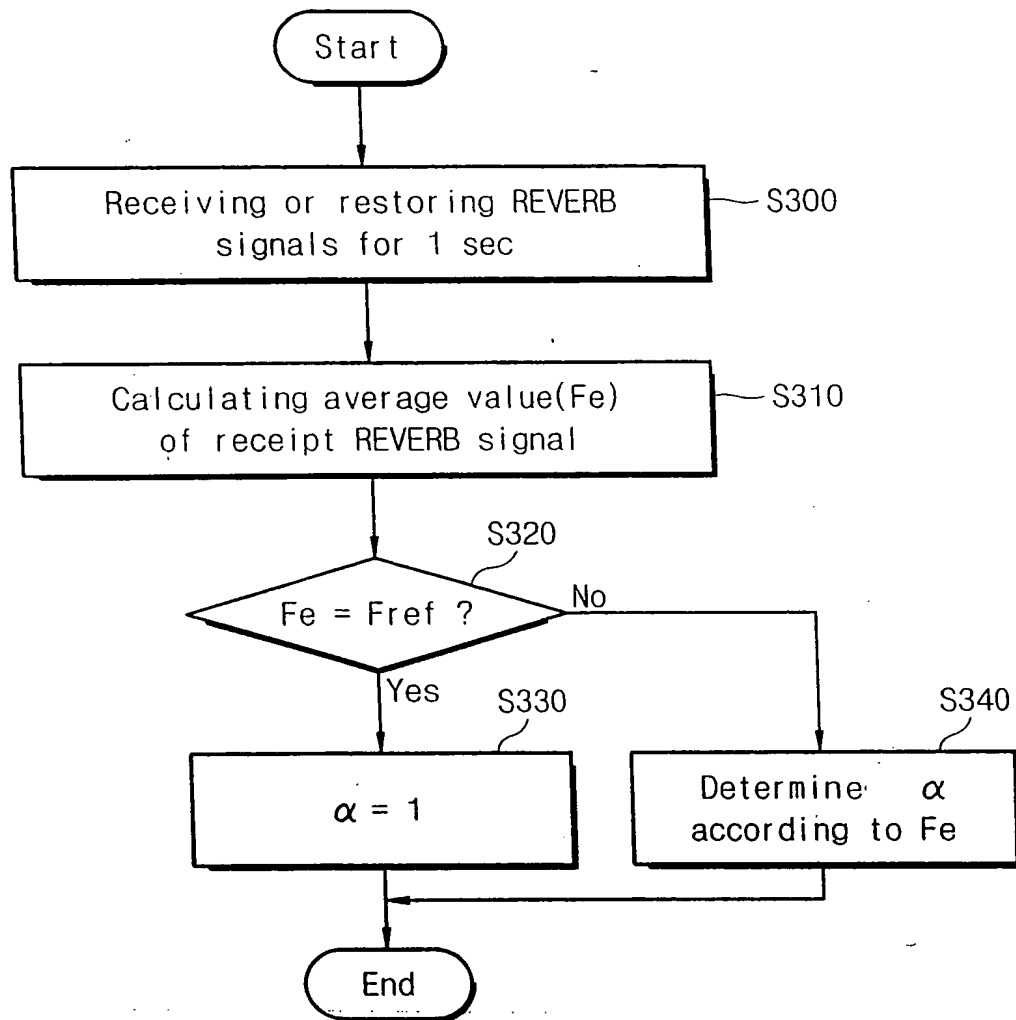 Start
Receiving or restoring REVERB
signals for 1 sec
S300
Calculating average value(Fe)
of receipt REVERB signal
S310
S320
Fe = Fref ?
No
Yes
S330
α = 1
S340
Determine α
according to Fe
End